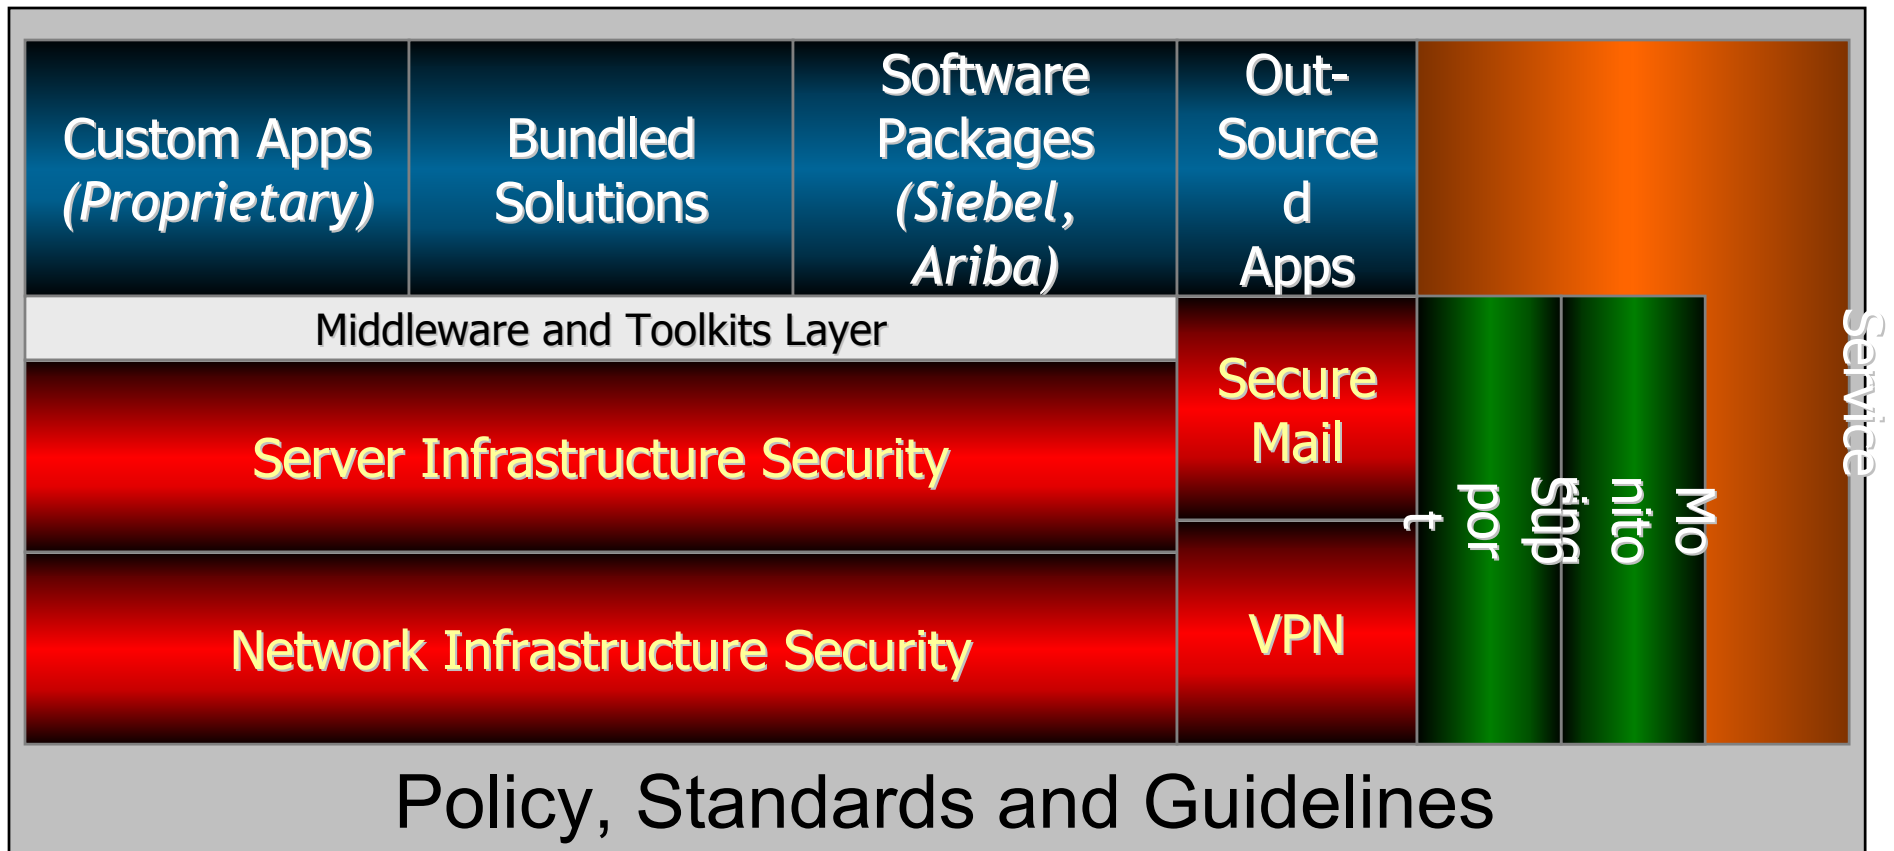 Custom Apps
(Proprietary)
Bundled
Solutions
Software
Packages
(Siebel,
Ariba)
Out-
Source
d
Apps
Middleware and Toolkits Layer
Secure
Mail
Server Infrastructure Security
VPN
Network Infrastructure Security
Sup
por
t
Mo
nito
ring
Service
Policy, Standards and Guidelines